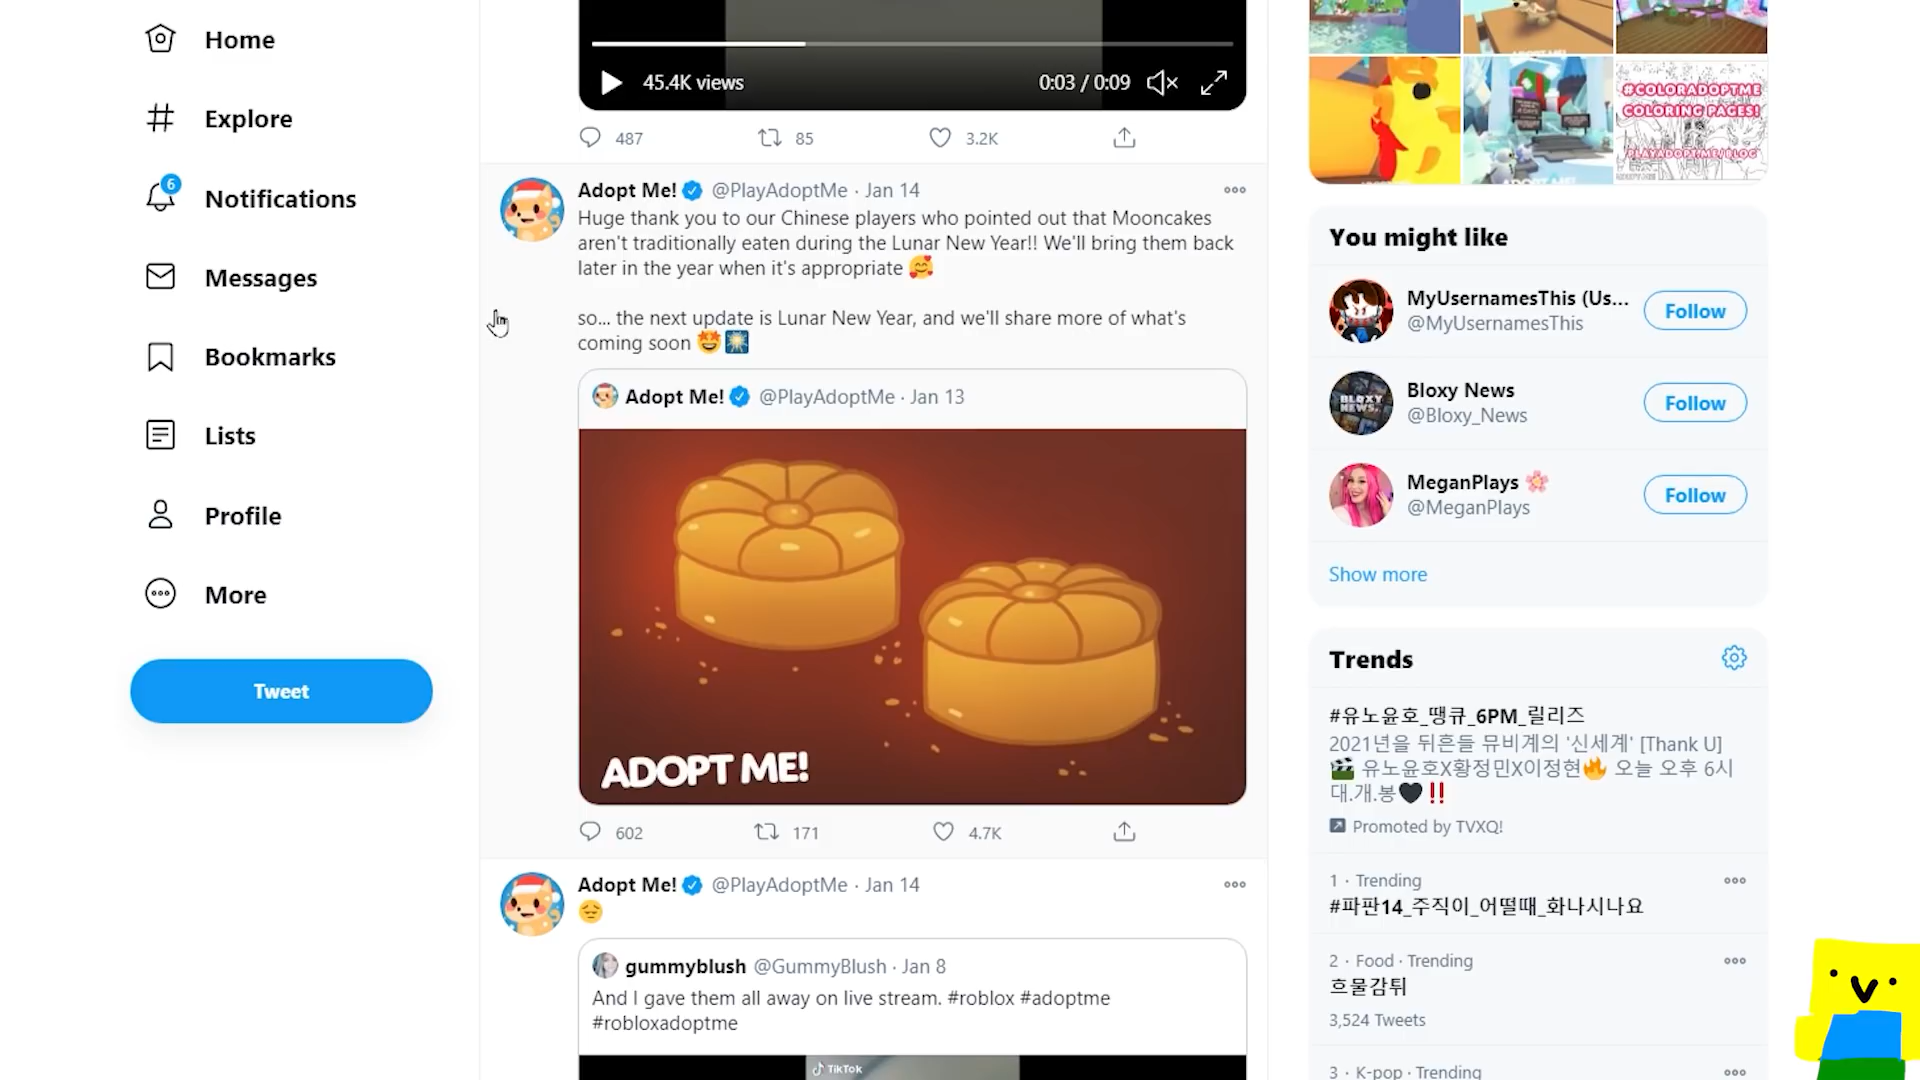 Home
Explore
6
Notifications
Messages
Bookmarks
Lists
Profile
More
Tweet
45.4K views
0:03 / 0:09
487
85
3.2K
Adopt Me! @PlayAdoptMe · Jan 14
Huge thank you to our Chinese players who pointed out that Mooncakes
aren't traditionally eaten during the Lunar New Year!! We'll bring them back
later in the year when it's appropriate 🥰
so... the next update is Lunar New Year, and we'll share more of what's
coming soon 🤩🎆
Adopt Me! @PlayAdoptMe · Jan 13
ADOPT ME!
602
171
4.7K
Adopt Me! @PlayAdoptMe · Jan 14
😔
gummyblush @GummyBlush · Jan 8
And I gave them all away on live stream. #roblox #adoptme
#robloxadoptme
TikTok
#COLORADOPTME
COLORING PAGES!
PLAYADOPT.ME/BLOG
You might like
MyUsernamesThis (Us...
@MyUsernamesThis
Follow
BLOXY
NEWS
Bloxy News
@Bloxy_News
Follow
MeganPlays 🌸
@MeganPlays
Follow
Show more
Trends
#유노윤호_땡큐_6PM_릴리즈
2021년을 뒤흔들 뮤비계의 '신세계' [Thank U]
🎬 유노윤호X황정민X이정현🔥 오늘 오후 6시
대.개.봉🖤‼️
Promoted by TVXQ!
1 · Trending
#파판14_주직이_어떨때_화나시나요
2 · Food · Trending
흐물감튀
3,524 Tweets
3 · K-pop · Trending